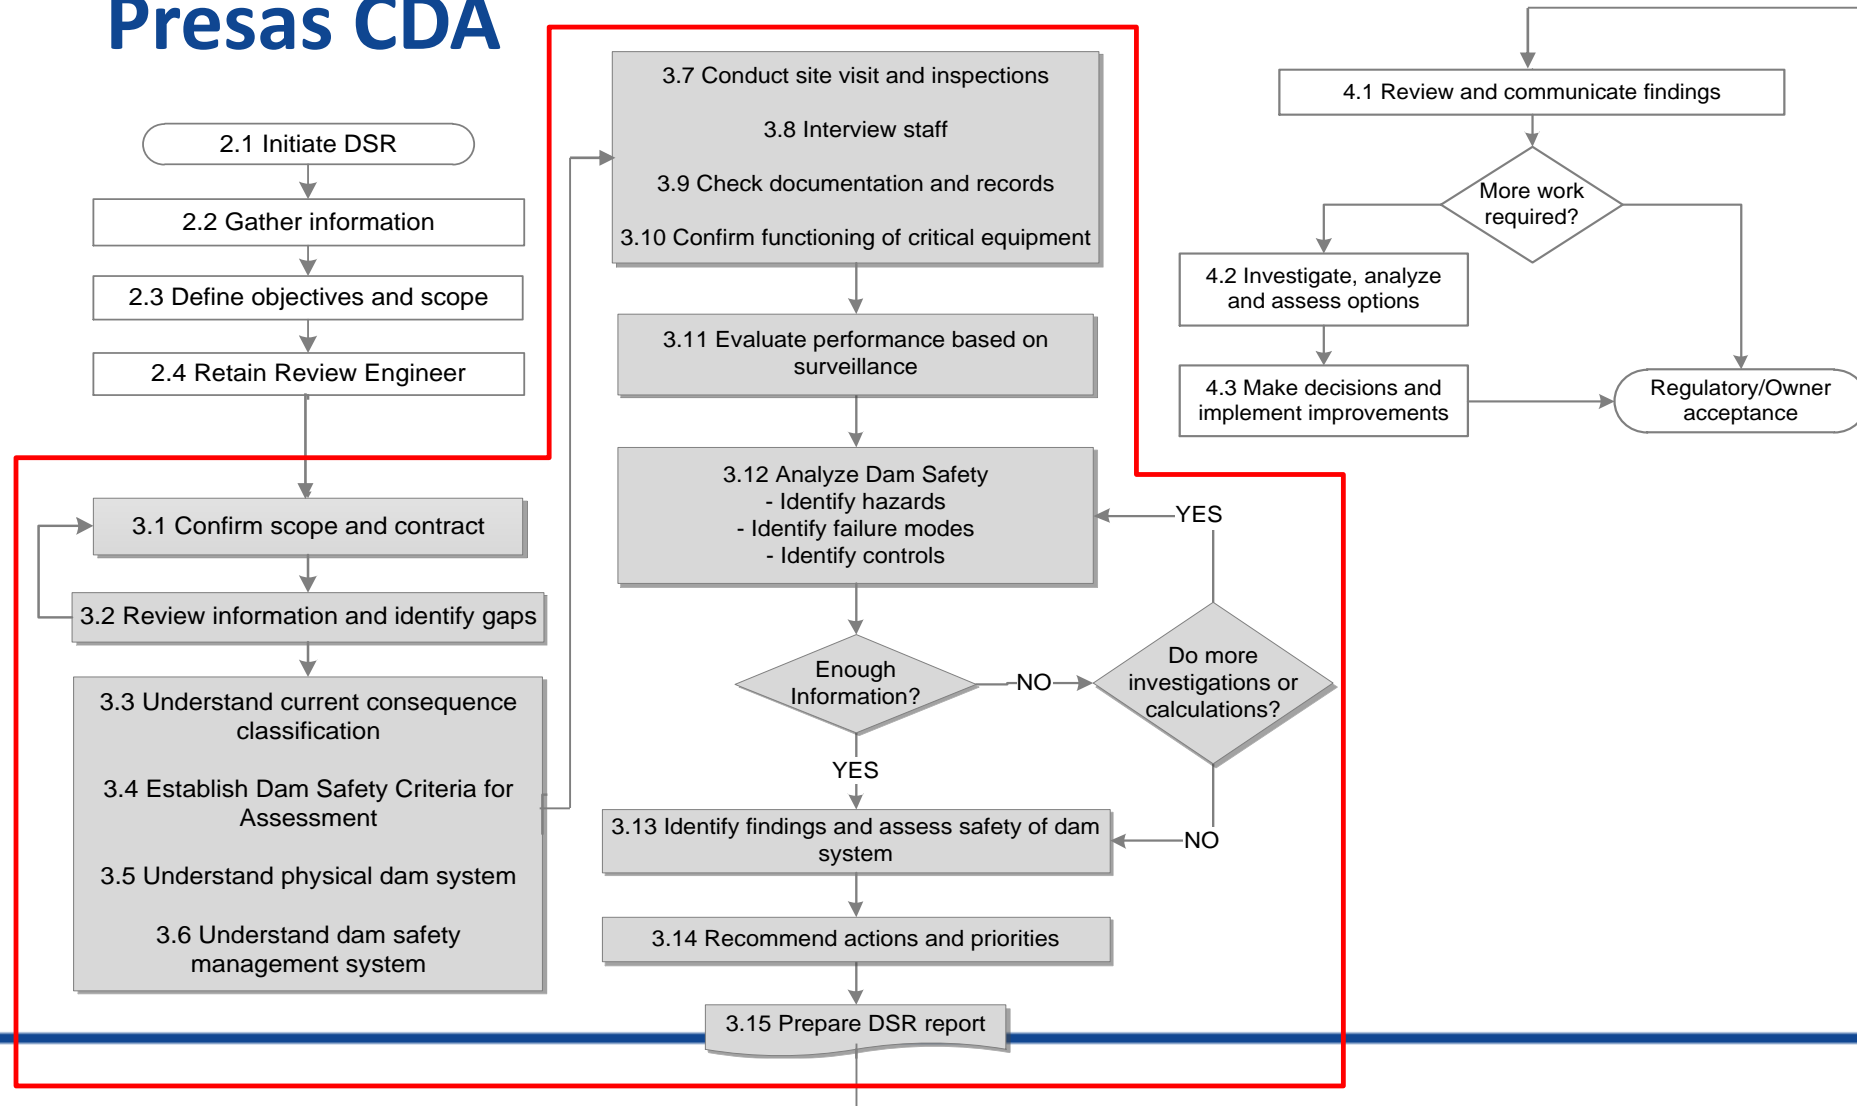 Presas CDA
2.1 Initiate DSR
2.2 Gather information
2.3 Define objectives and scope
2.4 Retain Review Engineer
3.1 Confirm scope and contract
3.2 Review information and identify gaps
3.3 Understand current consequence
classification
3.4 Establish Dam Safety Criteria for
Assessment
3.5 Understand physical dam system
3.6 Understand dam safety
management system
3.7 Conduct site visit and inspections
3.8 Interview staff
3.9 Check documentation and records
3.10 Confirm functioning of critical equipment
3.11 Evaluate performance based on
surveillance
3.12 Analyze Dam Safety
- Identify hazards
- Identify failure modes
- Identify controls
YES
Enough
Information?
NO
Do more
investigations or
calculations?
YES
NO
3.13 Identify findings and assess safety of dam
system
3.14 Recommend actions and priorities
3.15 Prepare DSR report
4.1 Review and communicate findings
More work
required?
4.2 Investigate, analyze
and assess options
4.3 Make decisions and
implement improvements
Regulatory/Owner
acceptance